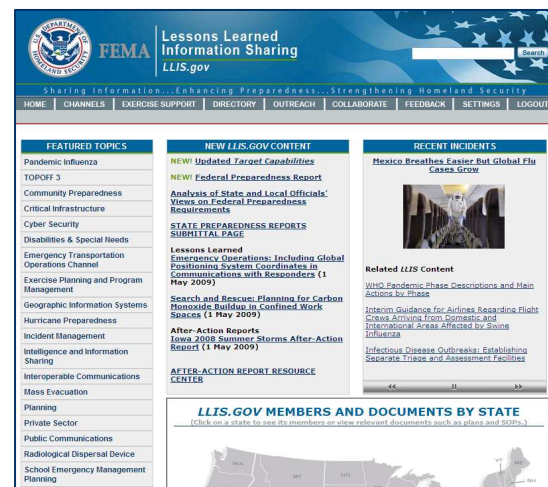 U.S. DEPARTMENT OF
HOMELAND SECURITY
FEMA
Lessons Learned
Information Sharing
LLIS.gov
Search
Sharing Information...Enhancing Preparedness...Strengthening Homeland Security
HOME | CHANNELS | EXERCISE SUPPORT | DIRECTORY | OUTREACH | COLLABORATE | FEEDBACK | SETTINGS | LOGOUT
FEATURED TOPICS
Pandemic Influenza
TOPOFF 3
Community Preparedness
Critical Infrastructure
Cyber Security
Disabilities & Special Needs
Emergency Transportation
Operations Channel
Exercise Planning and Program
Management
Geographic Information Systems
Hurricane Preparedness
Incident Management
Intelligence and Information
Sharing
Interoperable Communications
Mass Evacuation
Planning
Private Sector
Public Communications
Radiological Dispersal Device
School Emergency Management
Planning
NEW LLIS.GOV CONTENT
NEW! Updated Target Capabilities
NEW! Federal Preparedness Report
Analysis of State and Local Officials'
Views on Federal Preparedness
Requirements
STATE PREPAREDNESS REPORTS
SUBMITTAL PAGE
Lessons Learned
Emergency Operations: Including Global
Positioning System Coordinates in
Communications with Responders (1
May 2009)
Search and Rescue: Planning for Carbon
Monoxide Buildup in Confined Work
Spaces (1 May 2009)
After-Action Reports
Iowa 2008 Summer Storms After-Action
Report (1 May 2009)
AFTER-ACTION REPORT RESOURCE
CENTER
RECENT INCIDENTS
Mexico Breathes Easier But Global Flu
Cases Grow
Related LLIS Content
WHO Pandemic Phase Descriptions and Main
Actions by Phase
Interim Guidance for Airlines Regarding Flight
Crews Arriving from Domestic and
International Areas Affected by Swine
Influenza
Infectious Disease Outbreaks: Establishing
Separate Triage and Assessment Facilities
LLIS.GOV MEMBERS AND DOCUMENTS BY STATE
(Click on a state to see its members or view relevant documents such as plans and SOPs.)
WA
MT
ND
VT
ME
NH